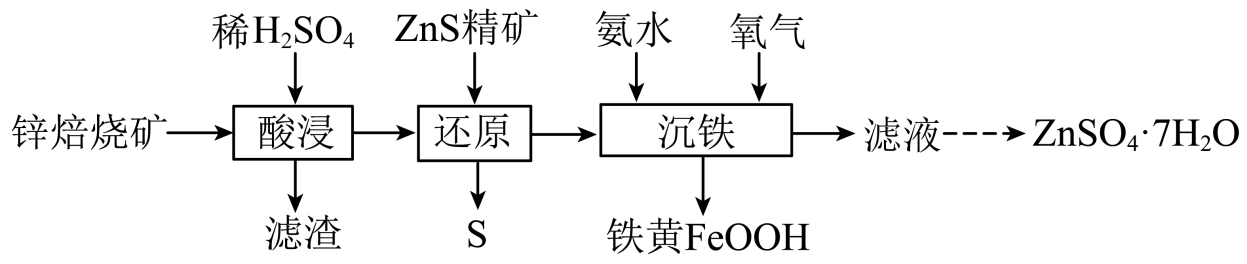 稀H₂SO₄ ZnS精矿 氨水 氧气
锌焙烧矿 酸浸 还原 沉铁 滤液 ZnSO₄·7H₂O
滤渣 S 铁黄FeOOH